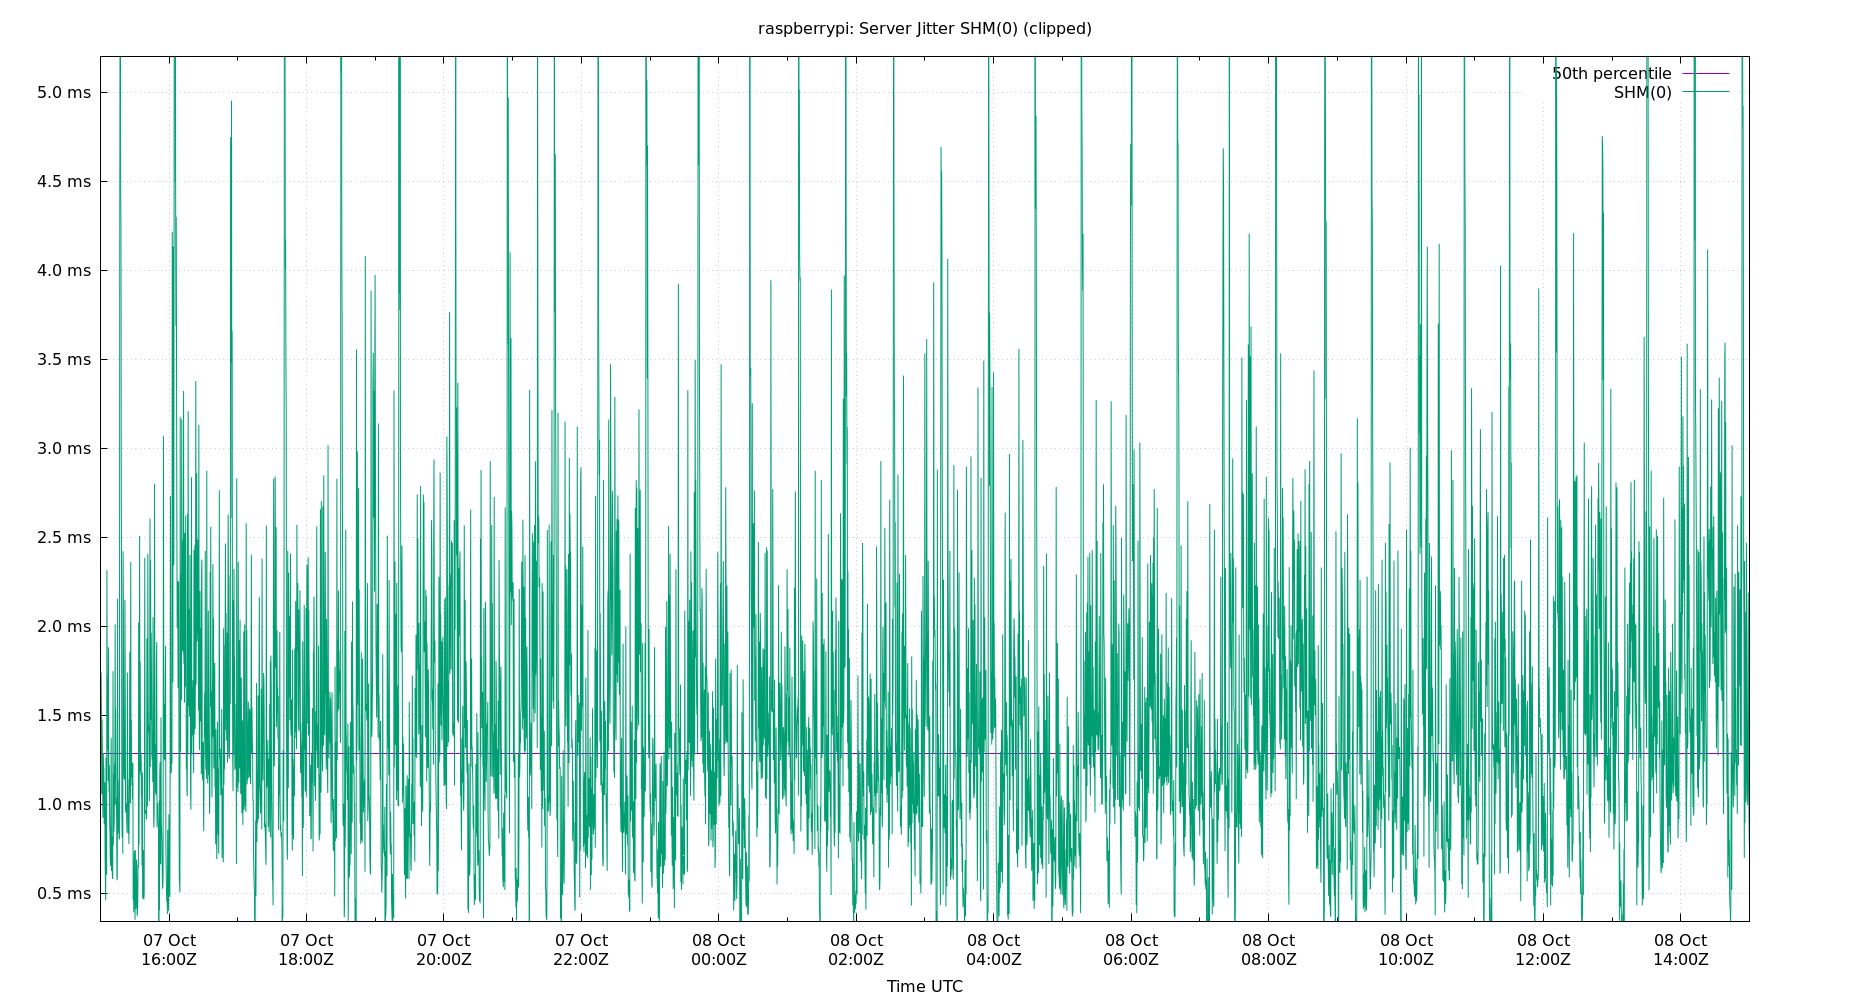 raspberrypi: Server Jitter SHM(0) (clipped)
50th percentile
SHM(0)
5.0 ms
4.5 ms
4.0 ms
3.5 ms
3.0 ms
2.5 ms
2.0 ms
1.5 ms
1.0 ms
0.5 ms
07 Oct 07 Oct 07 Oct 07 Oct 08 Oct 08 Oct 08 Oct 08 Oct 08 Oct 08 Oct 08 Oct 08 Oct
16:00Z 18:00Z 20:00Z 22:00Z 00:00Z 02:00Z 04:00Z 06:00Z 08:00Z 10:00Z 12:00Z 14:00Z
Time UTC